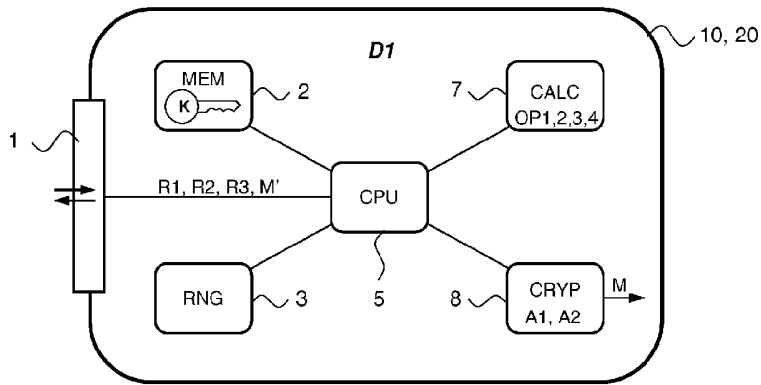 10, 20
D1
MEM
K
2
7
CALC
OP1,2,3,4
1
R1, R2, R3, M'
CPU
RNG
3
5
8
CRYP
A1, A2
M